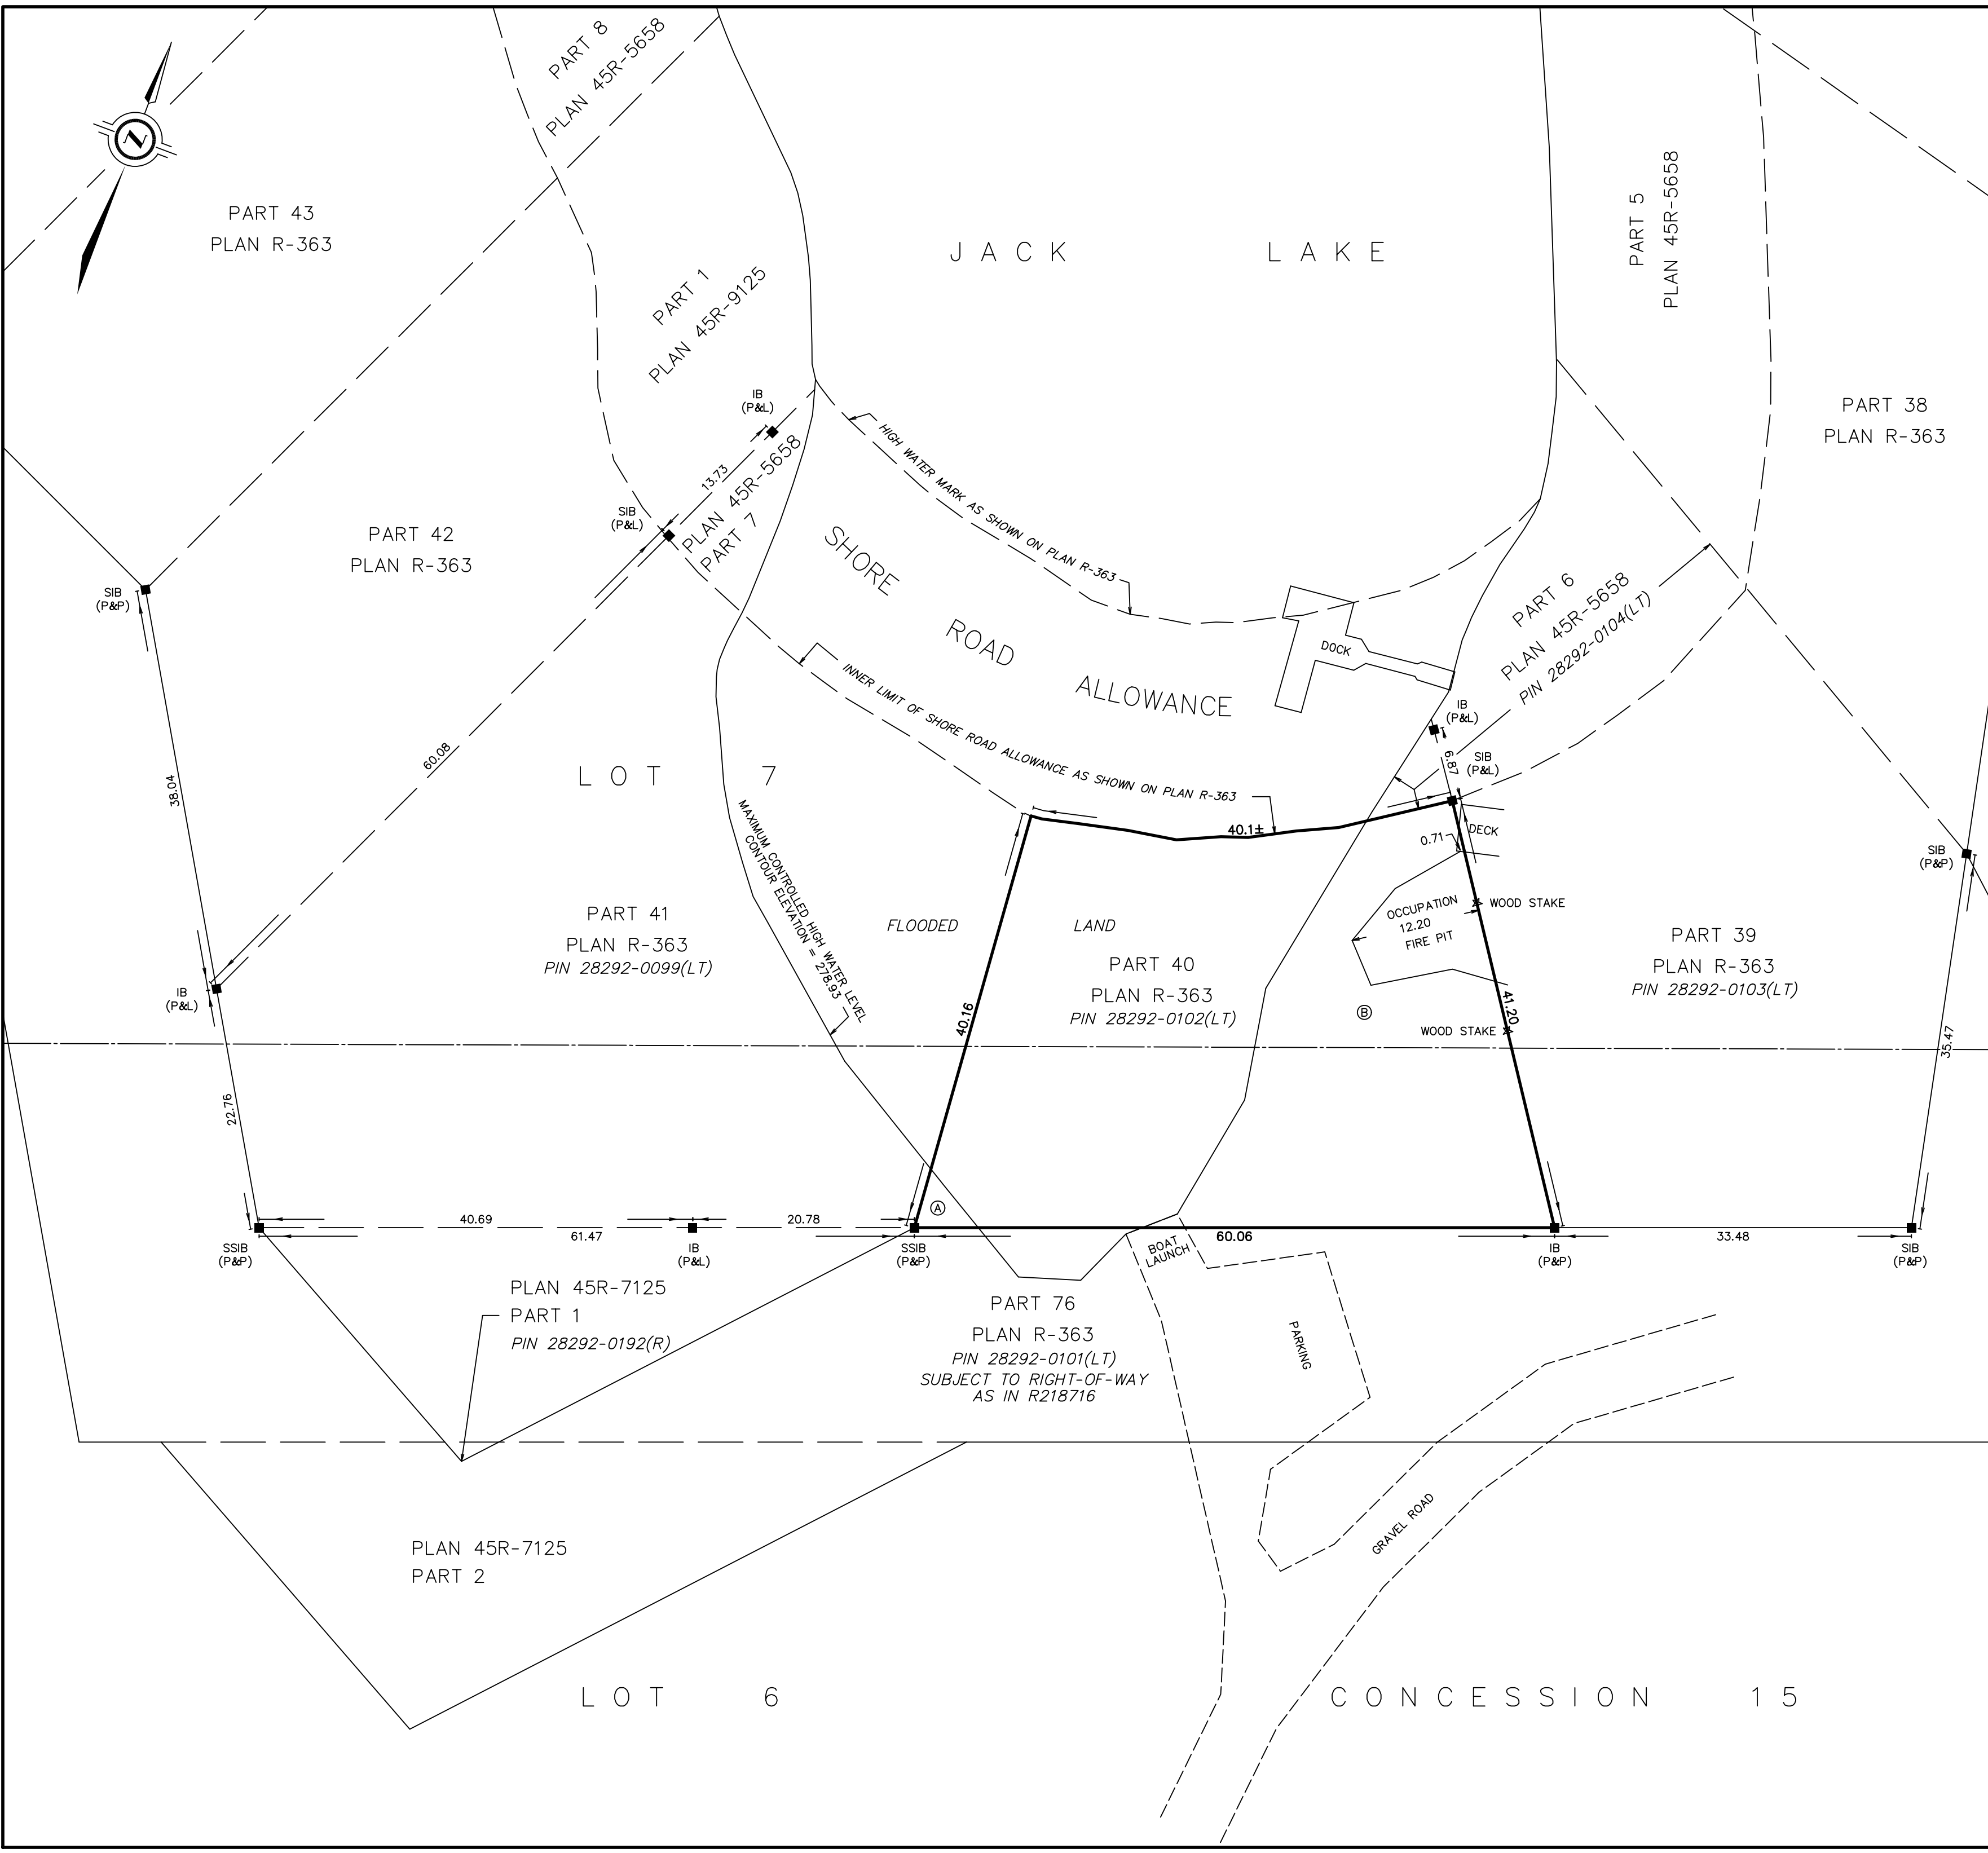 PART 8
PLAN 45R-5658
N
PART 43
PLAN R-363
PART 1
PLAN 45R-9125
JACK LAKE
PART 5
PLAN 45R-5658
PART 38
PLAN R-363
IB
(P&L)
13.73
SIB
(P&L)
PLAN 45R-5658
PART 7
HIGH WATER MARK AS SHOWN ON PLAN R-363
PART 42
PLAN R-363
SIB
(P&P)
SHORE
ROAD
ALLOWANCE
DOCK
PART 6
PLAN 45R-5658
PIN 28292-0104(LT)
IB
(P&L)
6.87
SIB
(P&L)
INNER LIMIT OF SHORE ROAD ALLOWANCE AS SHOWN ON PLAN R-363
60.08
38.04
LOT 7
MAXIMUM CONTROLLED HIGH WATER LEVEL
CONTOUR ELEVATION = 278.93
40.1±
0.71
DECK
SIB
(P&P)
OCCUPATION
12.20
FIRE PIT
WOOD STAKE
PART 41
PLAN R-363
PIN 28292-0099(LT)
FLOODED LAND
PART 40
PLAN R-363
PIN 28292-0102(LT)
PART 39
PLAN R-363
PIN 28292-0103(LT)
IB
(P&L)
40.16
B
41.20
WOOD STAKE
35.47
22.76
A
40.69
20.78
61.47
60.06
33.48
SSIB
(P&P)
IB
(P&L)
SSIB
(P&P)
BOAT
LAUNCH
IB
(P&P)
SIB
(P&P)
PLAN 45R-7125
PART 1
PIN 28292-0192(R)
PART 76
PLAN R-363
PIN 28292-0101(LT)
SUBJECT TO RIGHT-OF-WAY
AS IN R218716
PARKING
GRAVEL ROAD
PLAN 45R-7125
PART 2
LOT 6
CONCESSION 15